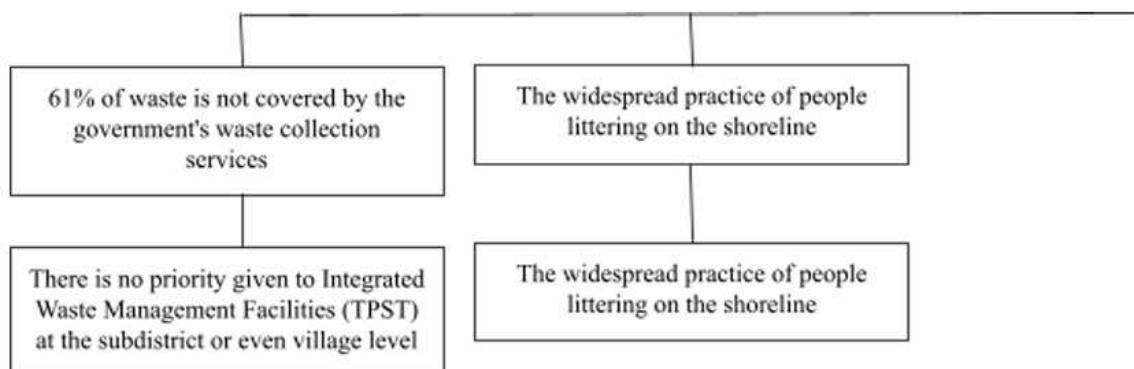 61% of waste is not covered by the
government's waste collection
services
The widespread practice of people
littering on the shoreline
There is no priority given to Integrated
Waste Management Facilities (TPST)
at the subdistrict or even village level
The widespread practice of people
littering on the shoreline